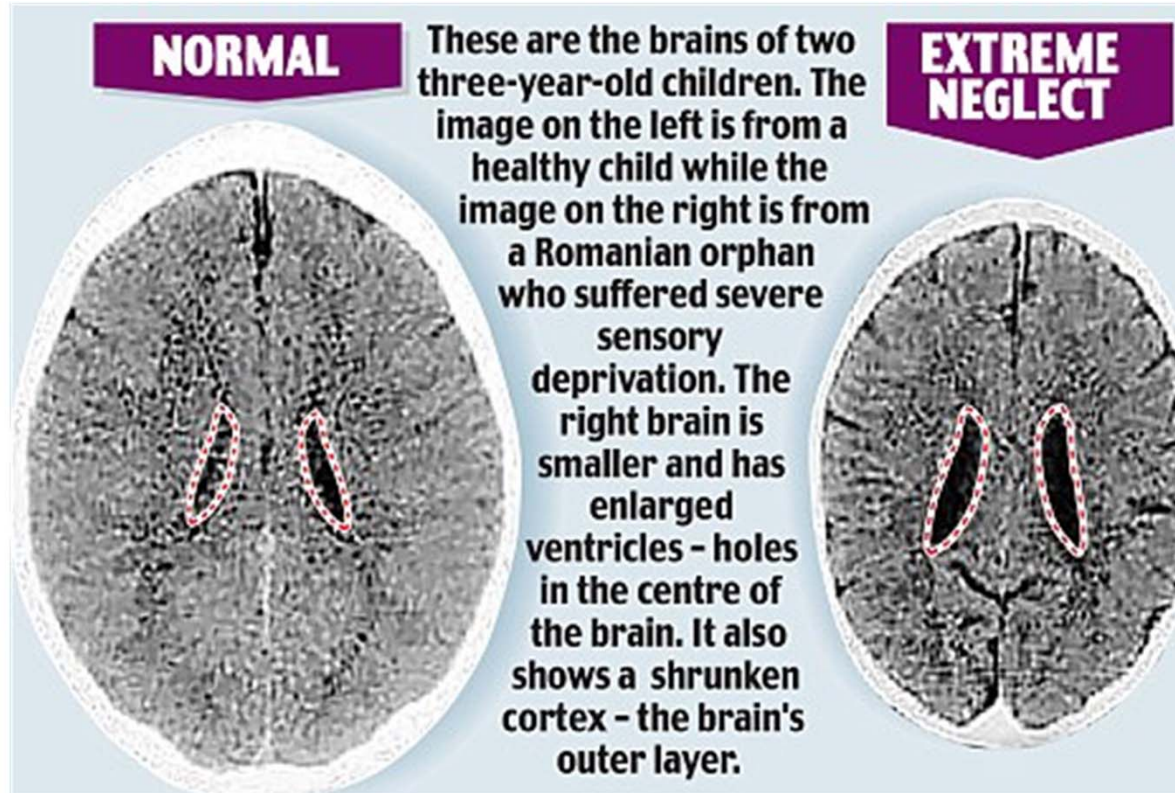 NORMAL
These are the brains of two
three-year-old children. The
image on the left is from a
healthy child while the
image on the right is from
a Romanian orphan
who suffered severe
sensory
deprivation. The
right brain is
smaller and has
enlarged
ventricles – holes
in the centre of
the brain. It also
shows a shrunken
cortex – the brain's
outer layer.
EXTREME
NEGLECT